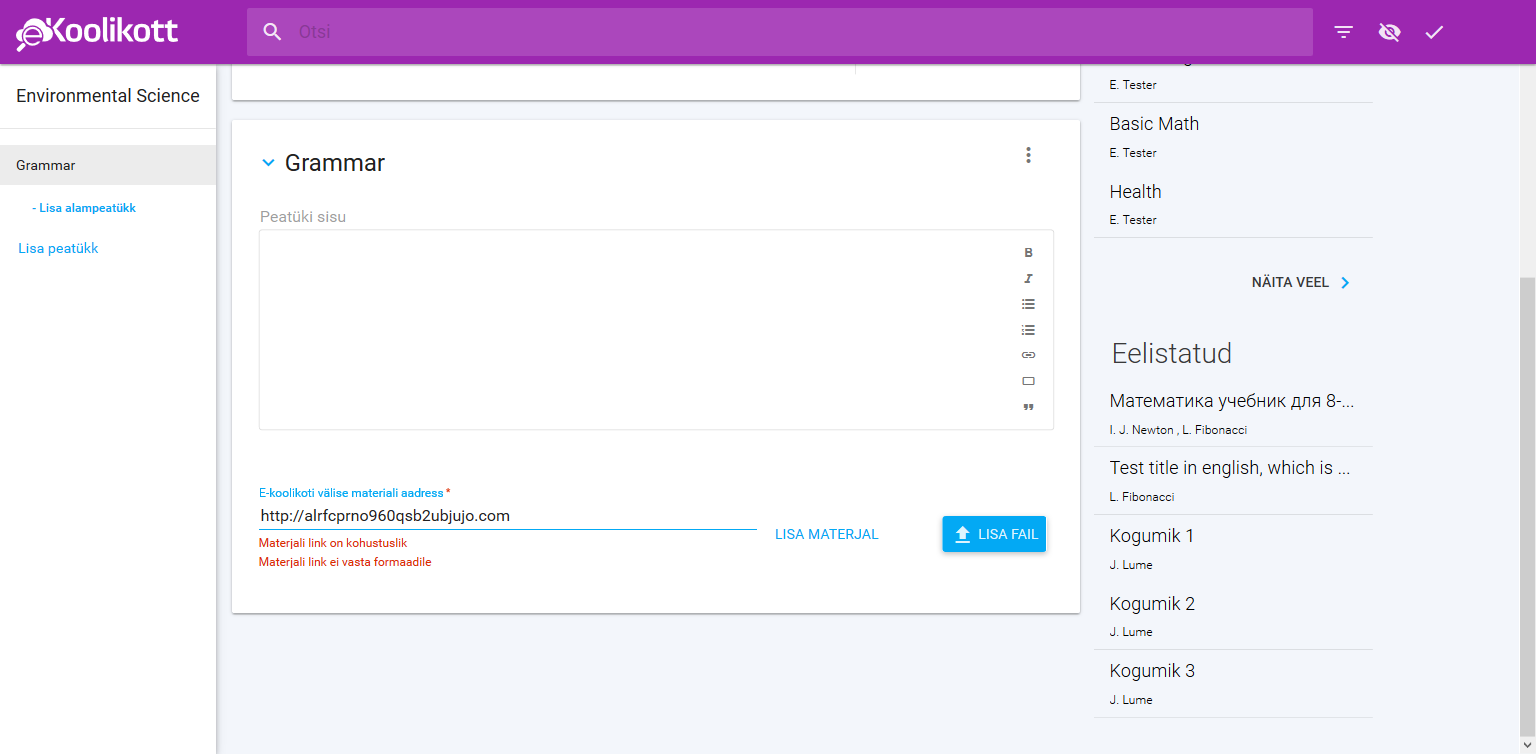 eKoolikott
Otsi
Environmental Science
Grammar
- Lisa alampeatükk
Lisa peatükk
Grammar
Peatüki sisu
B
I
E-koolikoti välise materiali aadress *
http://alrfcprno960qsb2ubjujo.com
Materjali link on kohustuslik
Materjali link ei vasta formaadile
LISA MATERJAL
LISA FAIL
E. Tester
Basic Math
E. Tester
Health
E. Tester
NÄITA VEEL
Eelistatud
Математика учебник для 8-...
I. J. Newton , L. Fibonacci
Test title in english, which is ...
L. Fibonacci
Kogumik 1
J. Lume
Kogumik 2
J. Lume
Kogumik 3
J. Lume